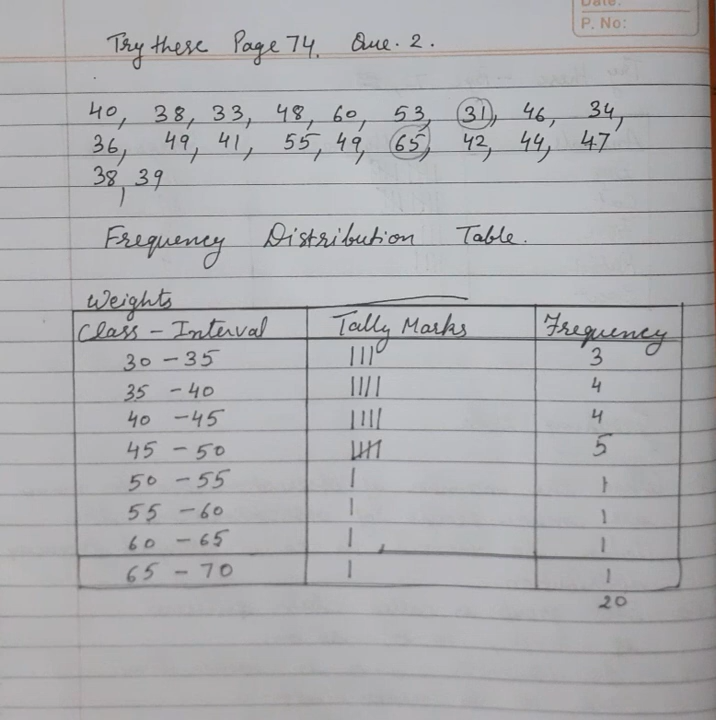 Date:
P. No:
Try these Page 74. Que. 2.
40, 38, 33, 48, 60, 53, 31, 46, 34,
36, 49, 41, 55, 49, 65, 42, 44, 47
38, 39
Frequency Distribution Table.
Weights
Class - Interval Tally Marks Frequency
30 - 35 ||| 3
35 - 40 |||| 4
40 - 45 |||| 4
45 - 50 𝍸 5
50 - 55 | 1
55 - 60 | 1
60 - 65 | 1
65 - 70 | 1
20